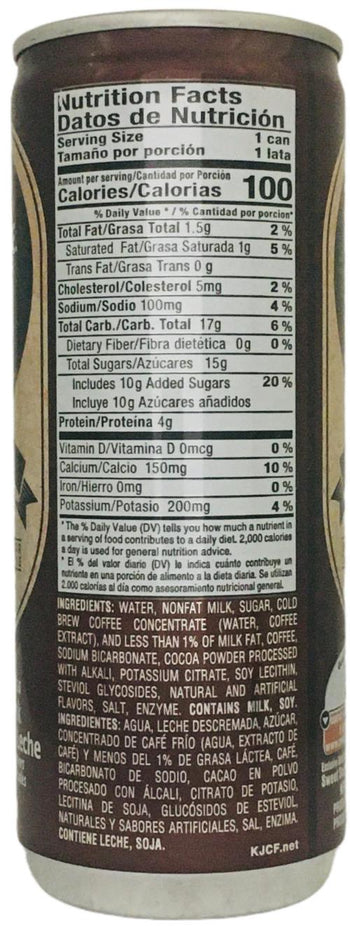 Nutrition Facts
Datos de Nutrición
Serving Size 1 can
Tamaño por porción 1 lata
Amount per serving/Cantidad por Porcion
Calories/Calorias 100
% Daily Value */% Cantidad por porcion*
Total Fat/Grasa Total 1.5g 2%
Saturated Fat/Grasa Saturada 1g 5%
Trans Fat/Grasa Trans 0 g
Cholesterol/Colesterol 5mg 2%
Sodium/Sodio 100mg 4%
Total Carb./Carb. Total 17g 6%
Dietary Fiber/Fibra dietética 0g 0%
Total Sugars/Azúcares 15g
Includes 10g Added Sugars 20%
Incluye 10g Azúcares añadidos
Protein/Proteína 4g
Vitamin D/Vitamina D 0mcg 0%
Calcium/Calcio 150mg 10%
Iron/Hierro 0mg 0%
Potassium/Potasio 200mg 4%
*The % Daily Value (DV) tells you how much a nutrient in
a serving of food contributes to a daily diet. 2,000 calories
a day is used for general nutrition advice.
*El % del valor diario (DV) le indica cuánto contribuye un
nutriente en una porción de alimento a la dieta diaria. Se utilizan
2.000 calorías al día como asesoramiento nutricional general.
INGREDIENTS: WATER, NONFAT MILK, SUGAR, COLD
BREW COFFEE CONCENTRATE (WATER, COFFEE
EXTRACT), AND LESS THAN 1% OF MILK FAT, COFFEE,
SODIUM BICARBONATE, COCOA POWDER PROCESSED
WITH ALKALI, POTASSIUM CITRATE, SOY LECITHIN,
STEVIOL GLYCOSIDES, NATURAL AND ARTIFICIAL
FLAVORS, SALT, ENZYME. CONTAINS MILK, SOY.
INGREDIENTES: AGUA, LECHE DESCREMADA, AZÚCAR,
CONCENTRADO DE CAFÉ FRÍO (AGUA, EXTRACTO DE
CAFÉ) Y MENOS DEL 1% DE GRASA LÁCTEA, CAFÉ,
BICARBONATO DE SODIO, CACAO EN POLVO
PROCESADO CON ÁLCALI, CITRATO DE POTASIO,
LECITINA DE SOJA, GLUCÓSIDOS DE ESTEVIOL,
NATURALES Y SABORES ARTIFICIALES, SAL, ENZIMA.
CONTIENE LECHE, SOJA.
KJCF.net